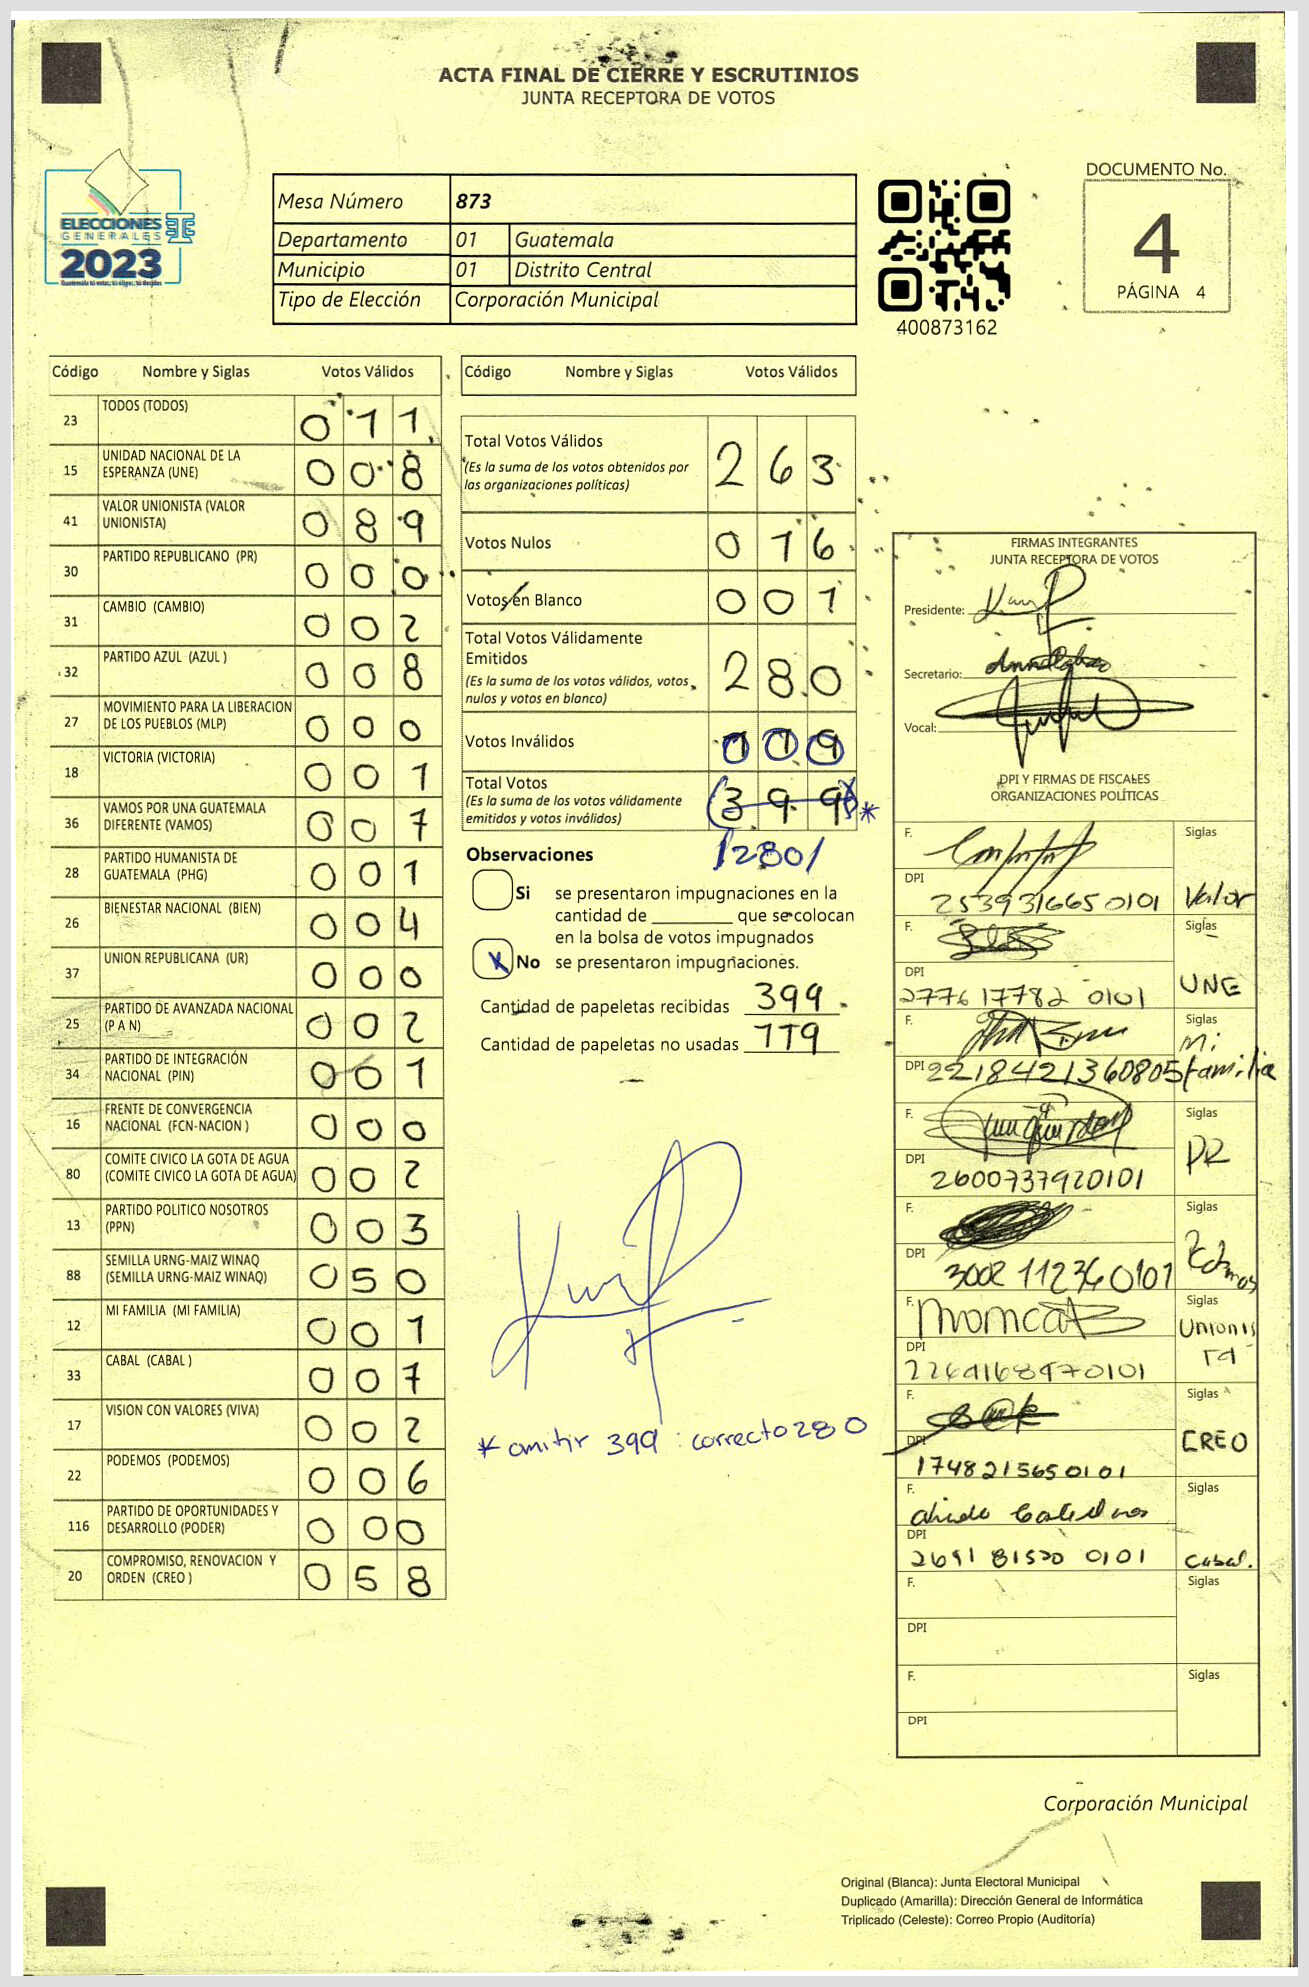 ACTA FINAL DE CIERRE Y ESCRUTINIOS
JUNTA RECEPTORA DE VOTOS
ELECCIONES
GENERALES
2023
Mesa Número 873
Departamento 01 Guatemala
Municipio 01 Distrito Central
Tipo de Elección Corporación Municipal
400873162
DOCUMENTO No.
4
PÁGINA 4
Código Nombre y Siglas Votos Válidos
23 TODOS (TODOS) 0 1 1
15 UNIDAD NACIONAL DE LA ESPERANZA (UNE) 0 0 8
41 VALOR UNIONISTA (VALOR UNIONISTA) 0 8 9
30 PARTIDO REPUBLICANO (PR) 0 0 0
31 CAMBIO (CAMBIO) 0 0 2
32 PARTIDO AZUL (AZUL ) 0 0 8
27 MOVIMIENTO PARA LA LIBERACION DE LOS PUEBLOS (MLP) 0 0 0
18 VICTORIA (VICTORIA) 0 0 1
36 VAMOS POR UNA GUATEMALA DIFERENTE (VAMOS) 0 0 7
28 PARTIDO HUMANISTA DE GUATEMALA (PHG) 0 0 1
26 BIENESTAR NACIONAL (BIEN) 0 0 4
37 UNION REPUBLICANA (UR) 0 0 0
25 PARTIDO DE AVANZADA NACIONAL (P A N) 0 0 2
34 PARTIDO DE INTEGRACIÓN NACIONAL (PIN) 0 0 1
16 FRENTE DE CONVERGENCIA NACIONAL (FCN-NACION ) 0 0 0
80 COMITE CIVICO LA GOTA DE AGUA (COMITE CIVICO LA GOTA DE AGUA) 0 0 2
13 PARTIDO POLITICO NOSOTROS (PPN) 0 0 3
88 SEMILLA URNG-MAIZ WINAQ (SEMILLA URNG-MAIZ WINAQ) 0 5 0
12 MI FAMILIA (MI FAMILIA) 0 0 1
33 CABAL (CABAL ) 0 0 7
17 VISION CON VALORES (VIVA) 0 0 2
22 PODEMOS (PODEMOS) 0 0 6
116 PARTIDO DE OPORTUNIDADES Y DESARROLLO (PODER) 0 0 0
20 COMPROMISO, RENOVACION Y ORDEN (CREO ) 0 5 8
Código Nombre y Siglas Votos Válidos
Total Votos Válidos 2 6 3
(Es la suma de los votos obtenidos por
las organizaciones políticas)
Votos Nulos 0 1 6
Votos en Blanco 0 0 1
Total Votos Válidamente
Emitidos 2 8 0
(Es la suma de los votos válidos, votos
nulos y votos en blanco)
Votos Inválidos 0 0 0
Total Votos
(Es la suma de los votos válidamente
emitidos y votos inválidos) (3 9 9) *
/280/
Observaciones
Si se presentaron impugnaciones en la
cantidad de ________ que se colocan
en la bolsa de votos impugnados
X No se presentaron impugnaciones.
Cantidad de papeletas recibidas 399
Cantidad de papeletas no usadas 119
* omitir 399 : correcto 280
FIRMAS INTEGRANTES
JUNTA RECEPTORA DE VOTOS
Presidente:
Secretario:
Vocal:
DPI Y FIRMAS DE FISCALES
ORGANIZACIONES POLÍTICAS
F. Siglas
DPI 2539316650101 Valor
F. Siglas
DPI 277617782 0101 UNE
F. Siglas
DPI 2218421360805 Mi familia
F. Siglas
DPI 2600737920101 PR
F. Siglas
DPI 3002 112340101
F. Siglas
DPI 2269168970101 Unionista
F. Siglas
DPI 1748215650101 CREO
F. Siglas
DPI 2691 81520 0101 Cabal.
F. Siglas
DPI
F. Siglas
DPI
Corporación Municipal
Original (Blanca): Junta Electoral Municipal
Duplicado (Amarilla): Dirección General de Informática
Triplicado (Celeste): Correo Propio (Auditoría)